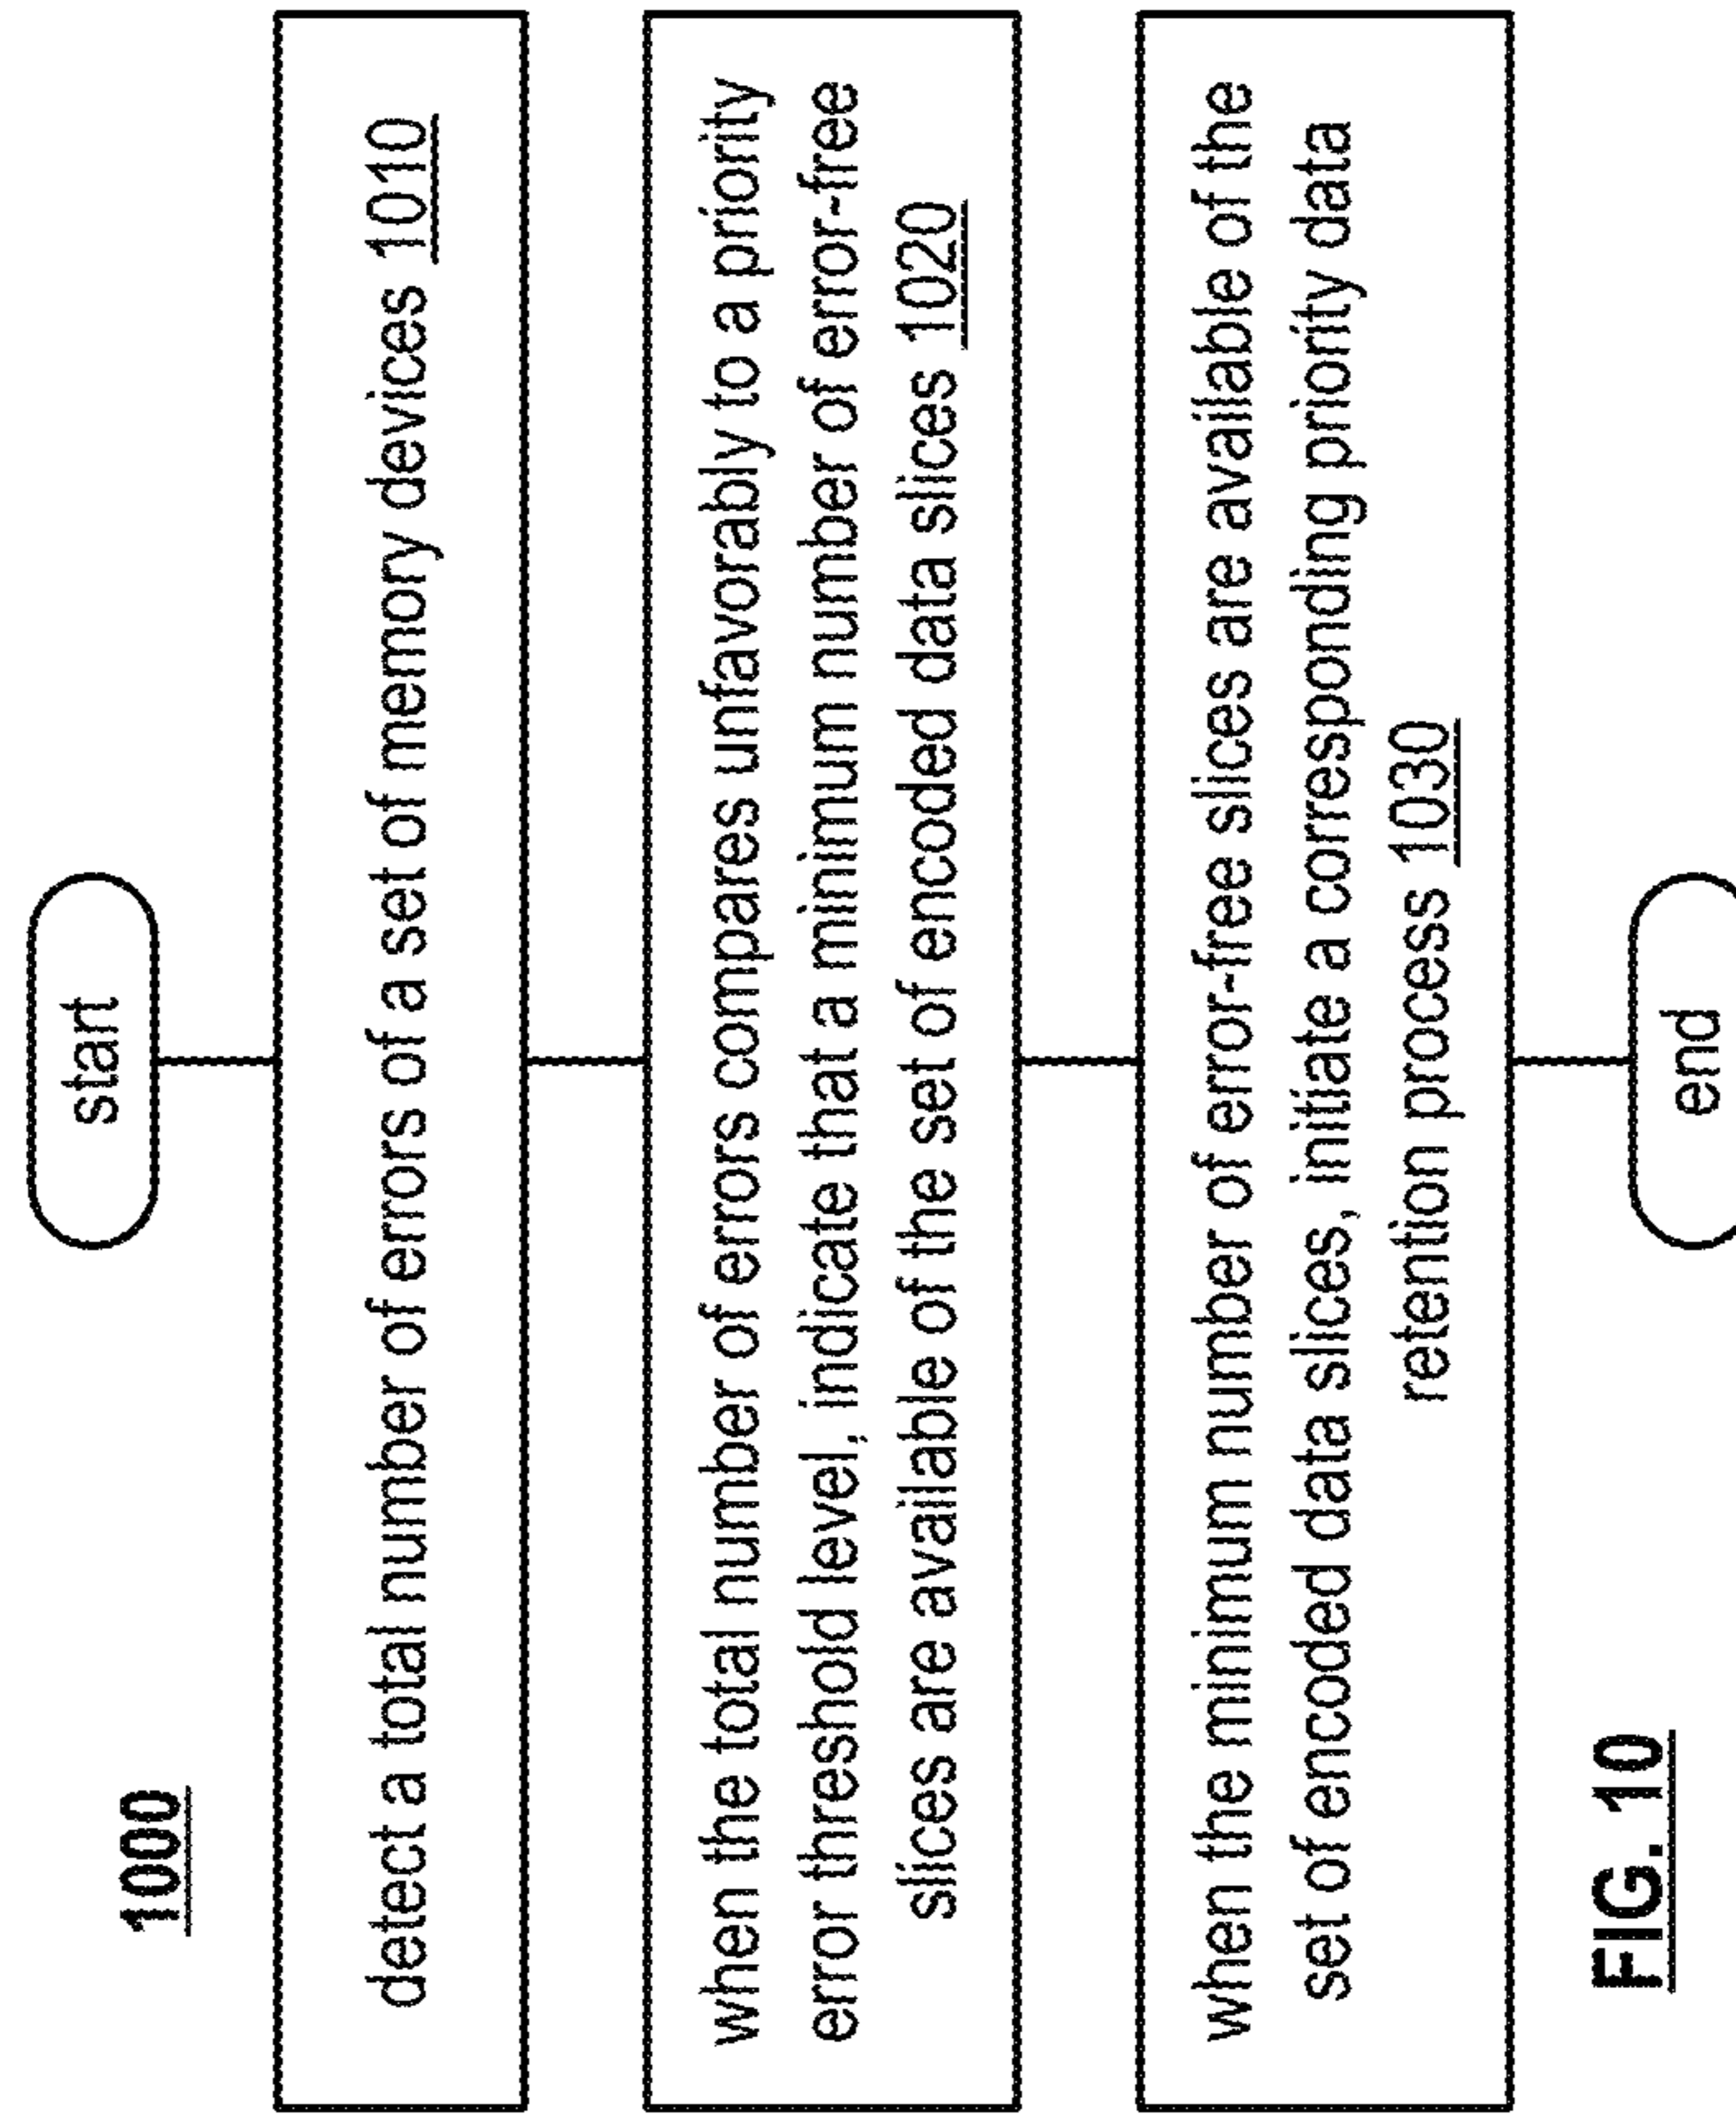 1000
start
detect a total number of errors of a set of memory devices 1010
when the total number of errors compares unfavorably to a priority
error threshold level, indicate that a minimum number of error-free
slices are available of the set of encoded data slices 1020
when the minimum number of error-free slices are available of the
set of encoded data slices, initiate a corresponding priority data
retention process 1030
end
FIG. 10